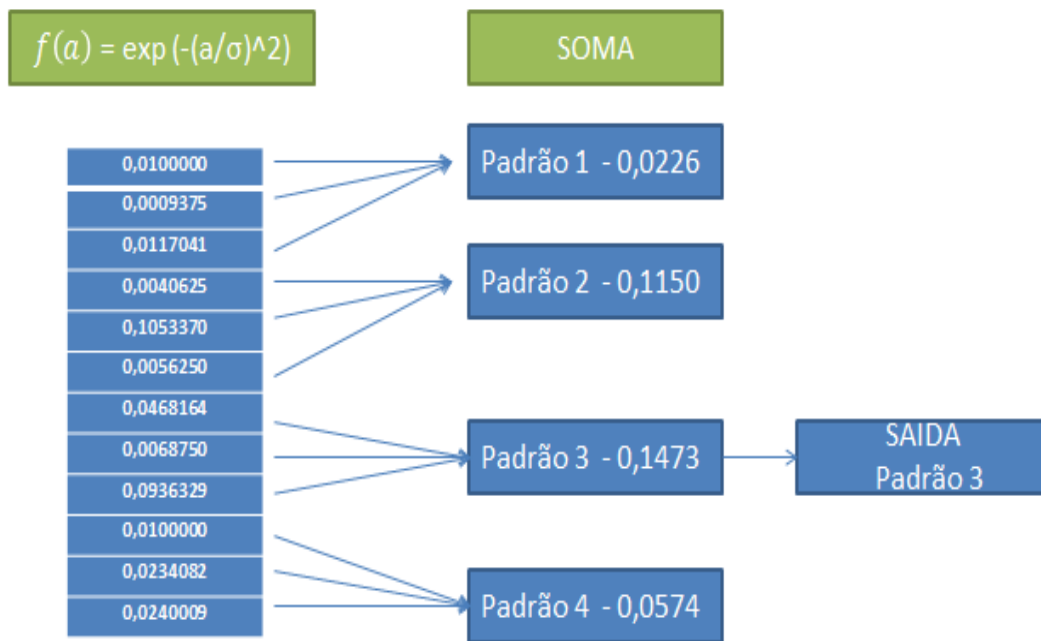 f(a) = exp (-(a/σ)^2)
SOMA
0,0100000
0,0009375
0,0117041
0,0040625
0,1053370
0,0056250
0,0468164
0,0068750
0,0936329
0,0100000
0,0234082
0,0240009
Padrão 1 - 0,0226
Padrão 2 - 0,1150
Padrão 3 - 0,1473
Padrão 4 - 0,0574
SAIDA
Padrão 3